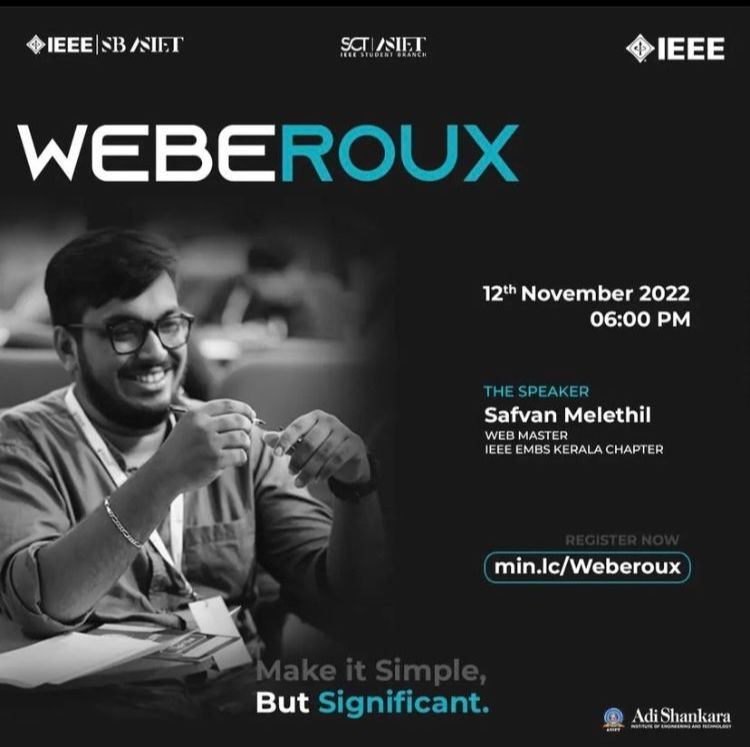 IEEE | SB ASIET
SCT | ASIET
IEEE STUDENT BRANCH
IEEE
WEBEROUX
12th November 2022
06:00 PM
THE SPEAKER
Safvan Melethil
WEB MASTER
IEEE EMBS KERALA CHAPTER
REGISTER NOW
min.lc/Weberoux
Make it Simple,
But Significant.
ASIET
Adi Shankara
INSTITUTE OF ENGINEERING AND TECHNOLOGY